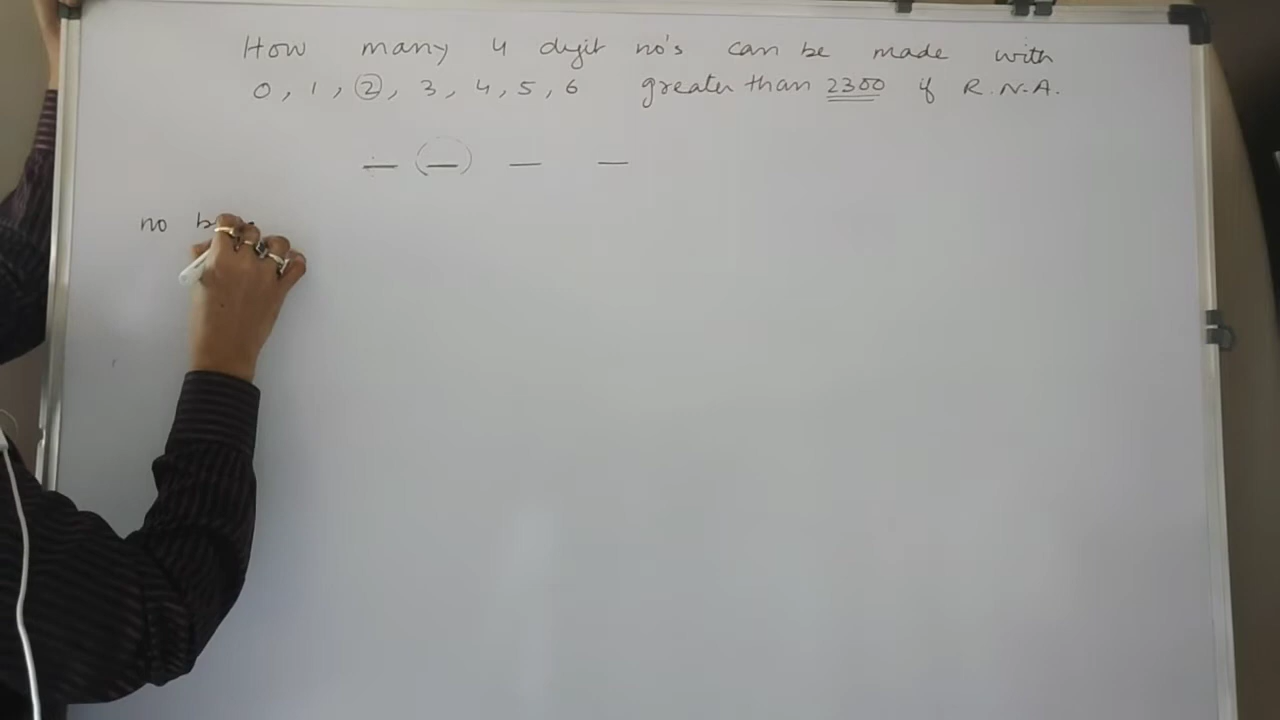 How many 4 digit no's can be made with
0, 1, 2, 3, 4, 5, 6 greater than 2300 if R.N.A.
no